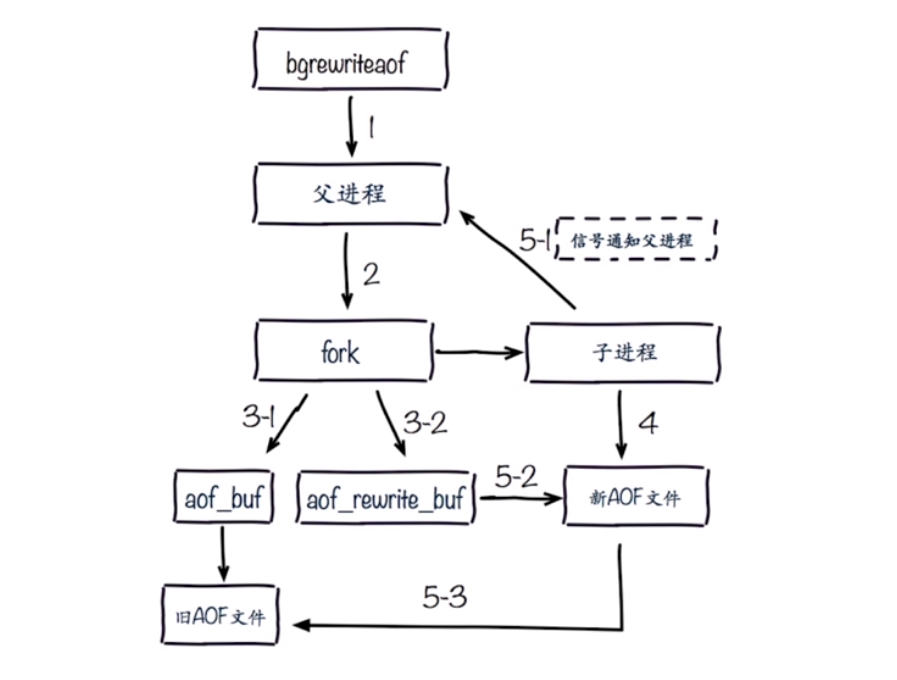 bgrewriteaof
1
父进程
5-1
信号通知父进程
2
fork
子进程
3-1
3-2
4
aof_buf
aof_rewrite_buf
5-2
新AOF文件
旧AOF文件
5-3